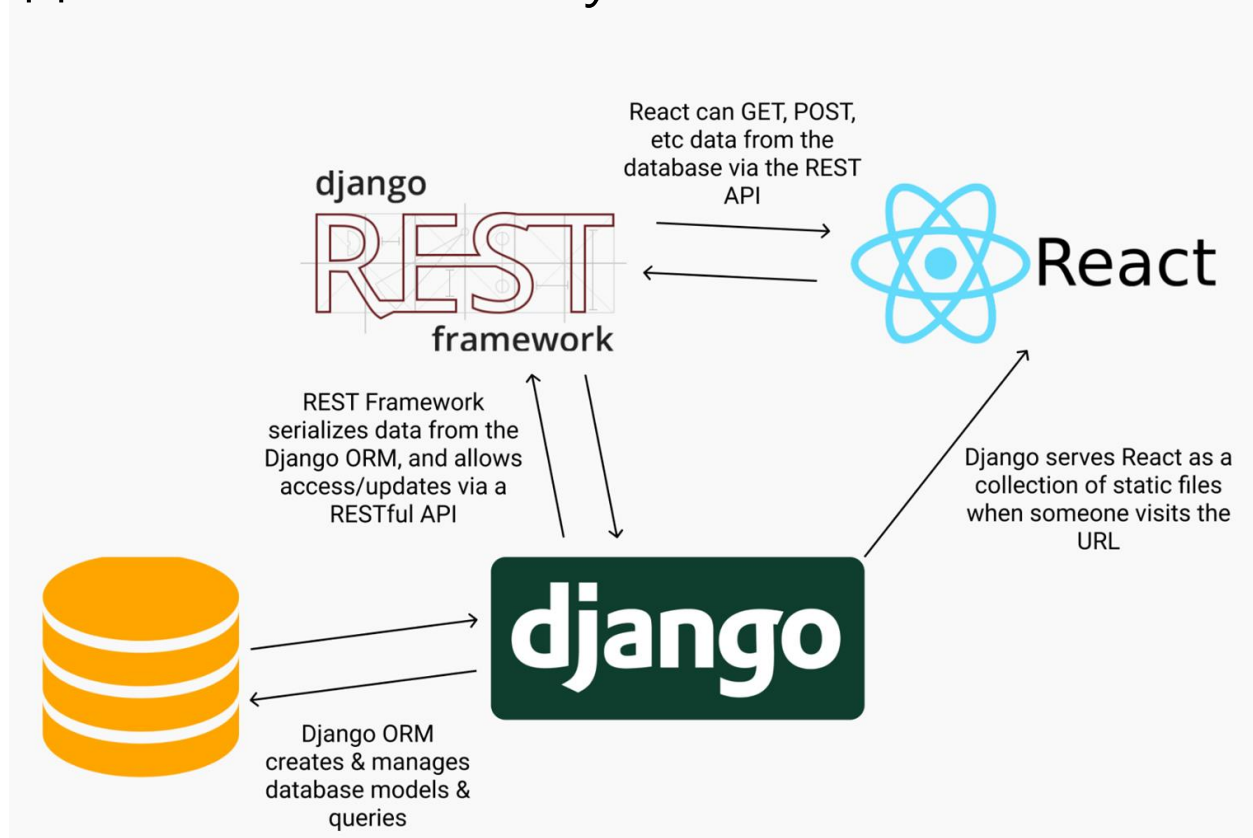 React can GET, POST,
etc data from the
database via the REST
API
django
REST
framework
React
REST Framework
serializes data from the
Django ORM, and allows
access/updates via a
RESTful API
Django serves React as a
collection of static files
when someone visits the
URL
django
Django ORM
creates & manages
database models &
queries